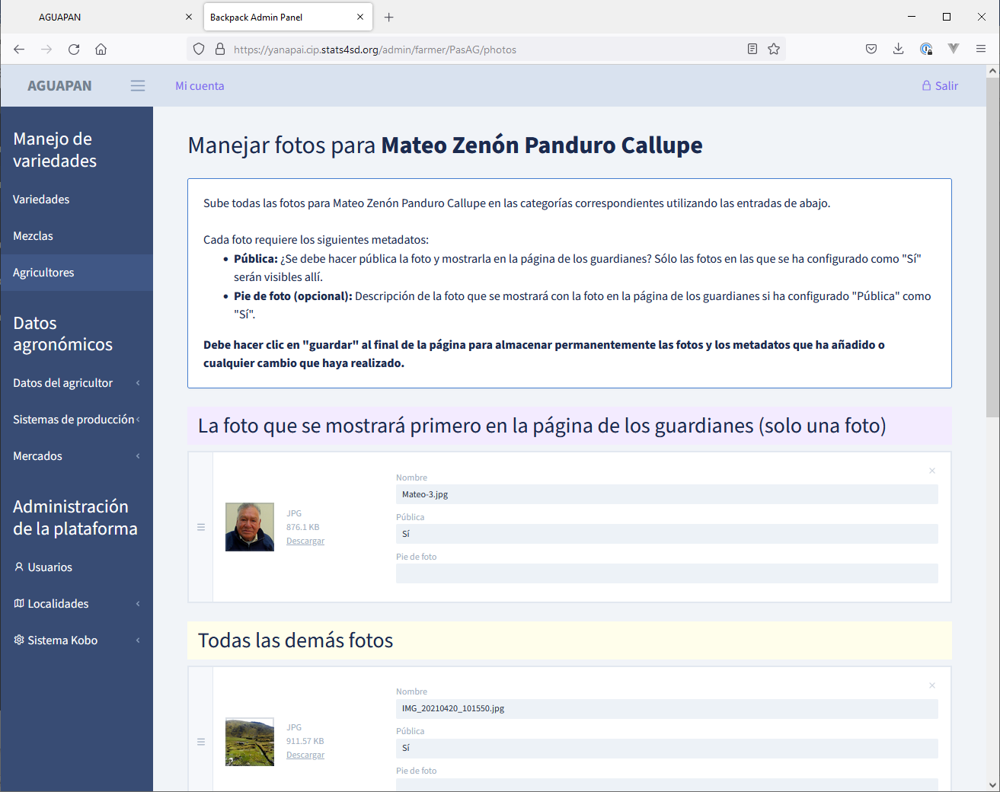 AGUAPAN
Backpack Admin Panel
https://yanapai.cip.stats4sd.org/admin/farmer/PasAG/photos
AGUAPAN
Mi cuenta
Salir
Manejo de
variedades
Variedades
Mezclas
Agricultores
Datos
agronómicos
Datos del agricultor
Sistemas de producción
Mercados
Administración
de la plataforma
Usuarios
Localidades
Sistema Kobo
Manejar fotos para Mateo Zenón Panduro Callupe
Sube todas las fotos para Mateo Zenón Panduro Callupe en las categorías correspondientes utilizando las entradas de abajo.
Cada foto requiere los siguientes metadatos:
• Pública: ¿Se debe hacer pública la foto y mostrarla en la página de los guardianes? Sólo las fotos en las que se ha configurado como "Sí"
serán visibles allí.
• Pie de foto (opcional): Descripción de la foto que se mostrará con la foto en la página de los guardianes si ha configurado "Pública" como
"Sí".
Debe hacer clic en "guardar" al final de la página para almacenar permanentemente las fotos y los metadatos que ha añadido o
cualquier cambio que haya realizado.
La foto que se mostrará primero en la página de los guardianes (solo una foto)
JPG
876.1 KB
Descargar
Nombre
Mateo-3.jpg
Pública
Sí
Pie de foto
Todas las demás fotos
JPG
911.57 KB
Descargar
Nombre
IMG_20210420_101550.jpg
Pública
Sí
Pie de foto